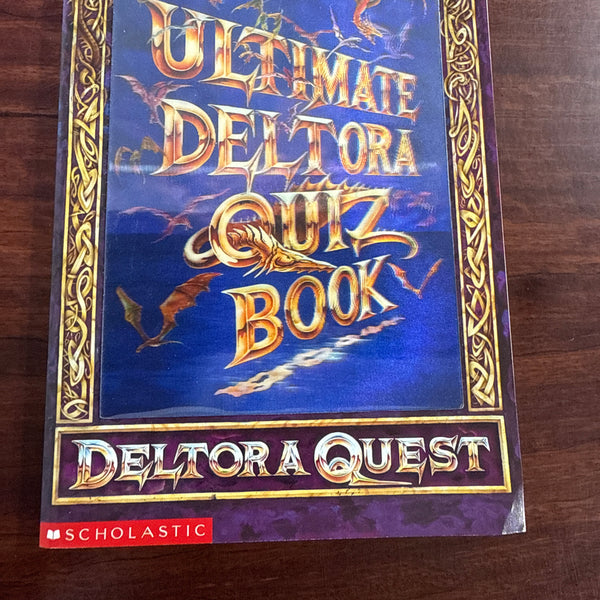 ULTIMATE
DELTORA
QUIZ
BOOK
DELTORA QUEST
SCHOLASTIC